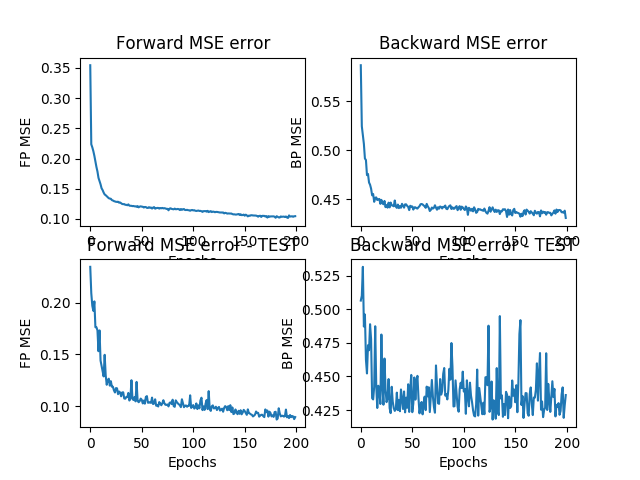 Forward MSE error
Backward MSE error
FP MSE
0.35
0.30
0.25
0.20
0.15
0.10
0 50 100 150 200
Epochs
BP MSE
0.55
0.50
0.45
0 50 100 150 200
Forward MSE error - TEST
Backward MSE error - TEST
FP MSE
0.20
0.15
0.10
0 50 100 150 200
Epochs
BP MSE
0.525
0.500
0.475
0.450
0.425
0 50 100 150 200
Epochs